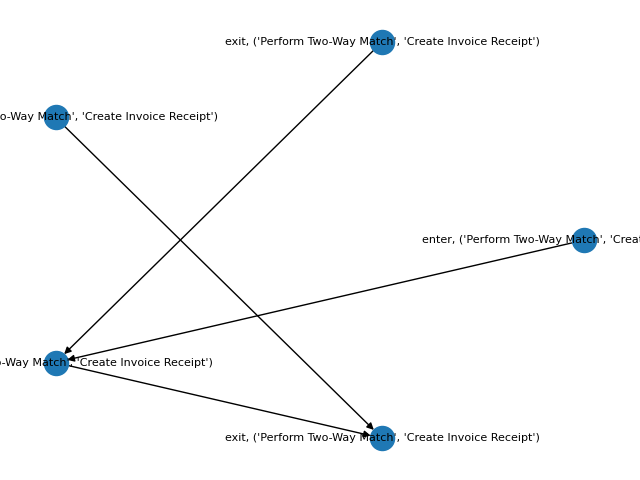 exit, ('Perform Two-Way Match', 'Create Invoice Receipt')
o-Way Match', 'Create Invoice Receipt')
enter, ('Perform Two-Way Match', 'Creat
o-Way Match', 'Create Invoice Receipt')
exit, ('Perform Two-Way Match', 'Create Invoice Receipt')